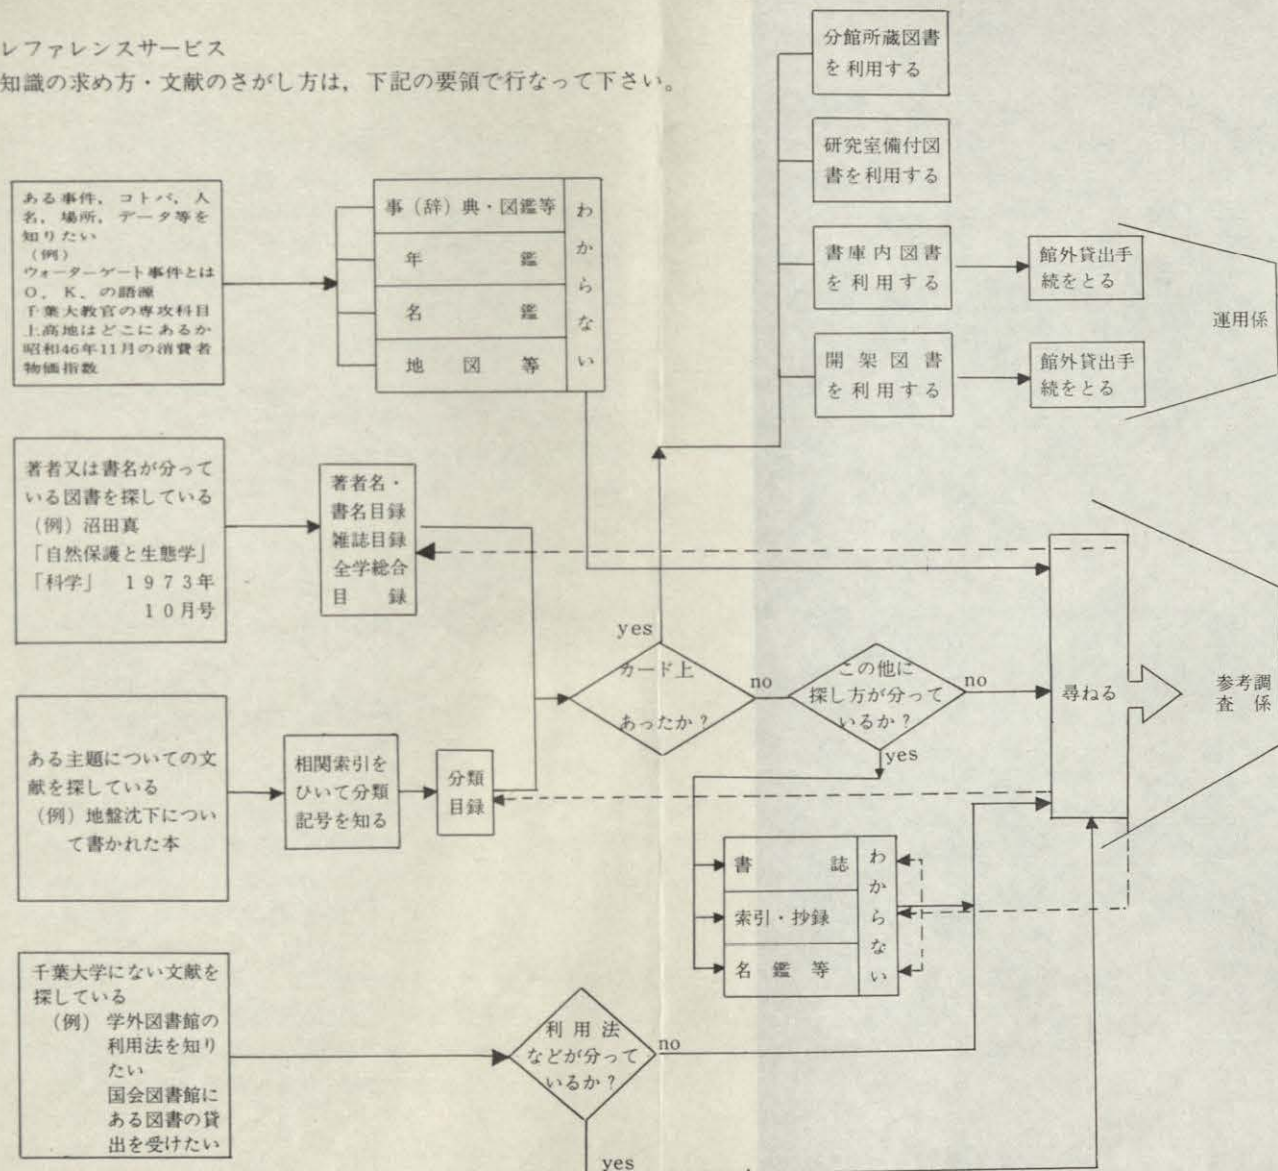 レファレンスサービス
知識の求め方・文献のさがし方は，下記の要領で行なって下さい。
ある事件，コトバ，人
名，場所，データ等を
知りたい
（例）
ウォーターゲート事件とは
O．K．の語源
千葉大教官の専攻科目
上高地はどこにあるか
昭和46年11月の消費者
物価指数
事（辞）典・図鑑等
年　鑑
名　鑑
地　図　等
わからない
分館所蔵図書
を利用する
研究室備付図
書を利用する
書庫内図書
を利用する
館外貸出手
続をとる
開架図書
を利用する
館外貸出手
続をとる
運用係
著者又は書名が分って
いる図書を探している
（例）沼田真
「自然保護と生態学」
「科学」　1973年
10月号
著者名・
書名目録
雑誌目録
全学総合
目　録
yes
カード上
あったか？
no
この他に
探し方が分って
いるか？
no
yes
尋ねる
参考調
査　係
ある主題についての文
献を探している
（例）地盤沈下につい
て書かれた本
相関索引を
ひいて分類
記号を知る
分類
目録
書　誌
索引・抄録
名　鑑　等
わからない
千葉大学にない文献を
探している
（例）学外図書館の
利用法を知り
たい
国会図書館に
ある図書の貸
出を受けたい
利用法
などが分って
いるか？
no
yes